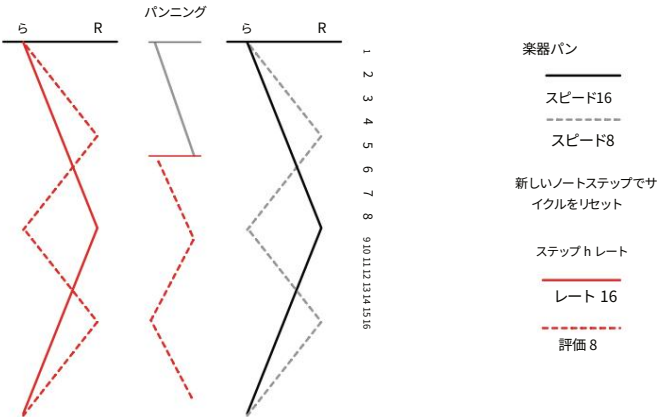 パンニング
ら R
ら R
1
2
3
4
5
6
7
8
9 10 11 12 13 14 15 16
楽器パン
スピード16
スピード8
新しいノートステップでサ
イクルをリセット
ステップ h レート
レート 16
評価 8